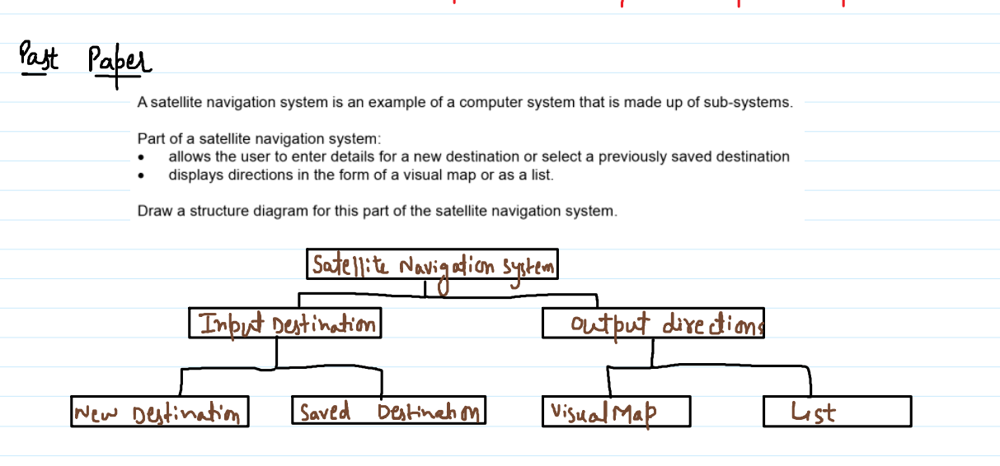 Past Paper
A satellite navigation system is an example of a computer system that is made up of sub-systems.
Part of a satellite navigation system:
• allows the user to enter details for a new destination or select a previously saved destination
• displays directions in the form of a visual map or as a list.
Draw a structure diagram for this part of the satellite navigation system.
Satellite Navigation System
Input Destination Output directions
New Destination Saved Destination Visual Map List